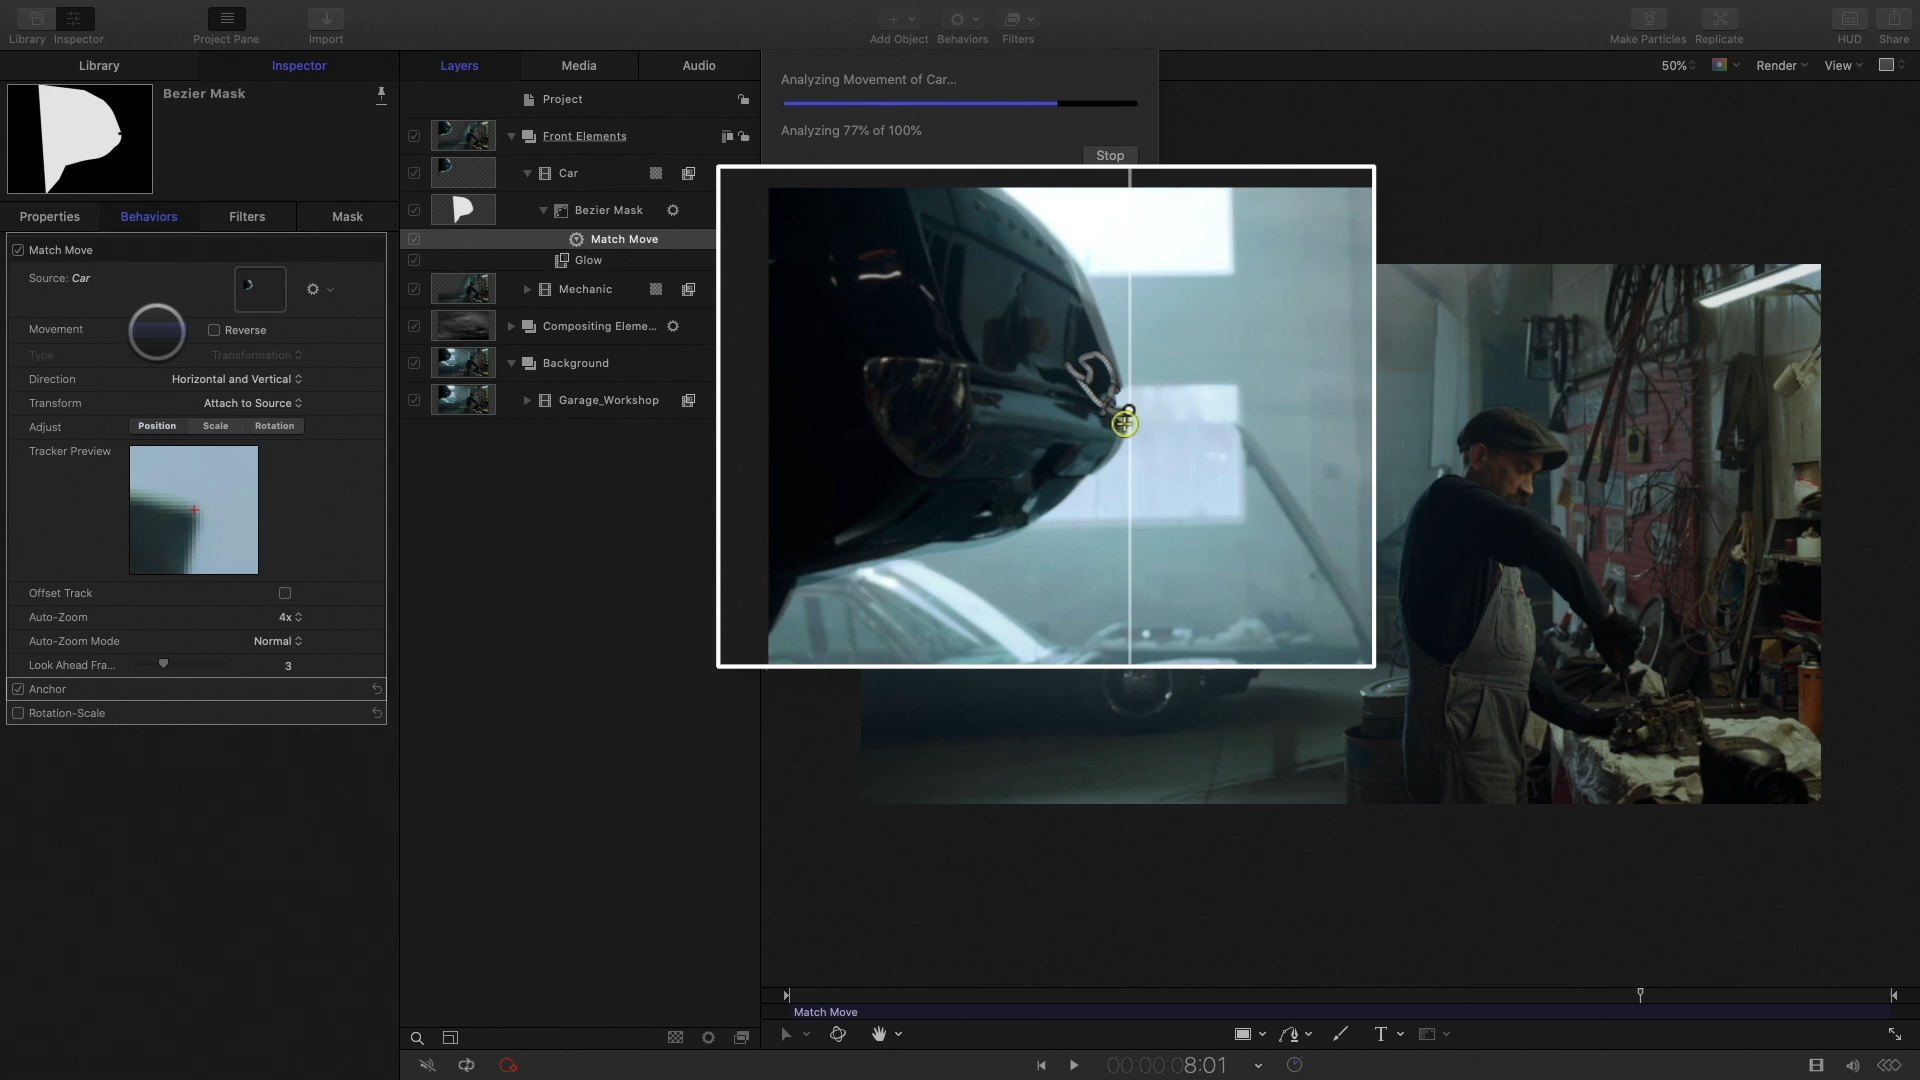 Library Inspector Project Pane Import Add Object Behaviors Filters Make Particles Replicate HUD Share
Library Inspector Layers Media Audio 50% Render View
Bezier Mask
Properties Behaviors Filters Mask
Match Move
Source: Car
Movement Reverse
Type Transformation
Direction Horizontal and Vertical
Transform Attach to Source
Adjust Position Scale Rotation
Tracker Preview
Offset Track
Auto-Zoom 4x
Auto-Zoom Mode Normal
Look Ahead Fra... 3
Anchor
Rotation-Scale
Project
Front Elements
Car
Bezier Mask
Match Move
Glow
Mechanic
Compositing Eleme...
Background
Garage_Workshop
Analyzing Movement of Car...
Analyzing 77% of 100%
Stop
Match Move
T
00:00:08:01